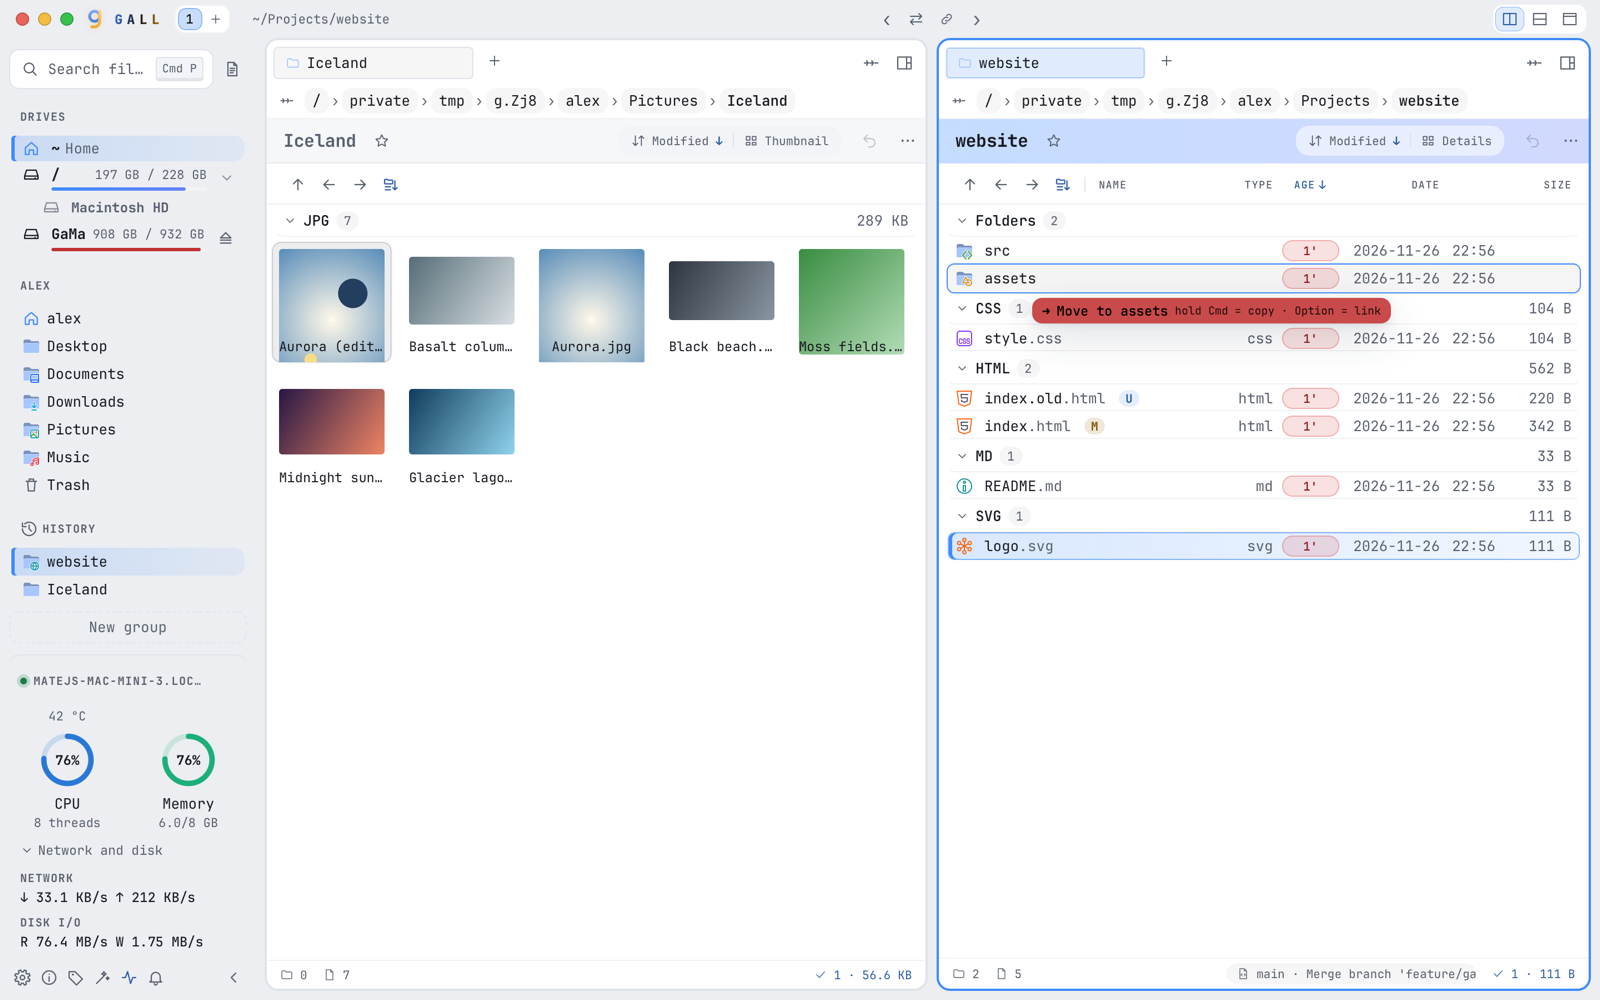 GALL
1
~/Projects/website
Search fil…
Cmd P
DRIVES
~ Home
/ 197 GB / 228 GB
Macintosh HD
GaMa 908 GB / 932 GB
ALEX
alex
Desktop
Documents
Downloads
Pictures
Music
Trash
HISTORY
website
Iceland
New group
MATEJS-MAC-MINI-3.LOC…
42 °C
76% 76%
CPU Memory
8 threads 6.0/8 GB
Network and disk
NETWORK
↓ 33.1 KB/s ↑ 212 KB/s
DISK I/O
R 76.4 MB/s W 1.75 MB/s
Iceland
/ › private › tmp › g.Zj8 › alex › Pictures › Iceland
Iceland
Modified ↓ Thumbnail
JPG 7 289 KB
Aurora (edit…
Basalt colum…
Aurora.jpg
Black beach.…
Moss fields.…
Midnight sun…
Glacier lago…
0 7
1 · 56.6 KB
website
/ › private › tmp › g.Zj8 › alex › Projects › website
website
Modified ↓ Details
NAME TYPE AGE ↓ DATE SIZE
Folders 2
src 1' 2026-11-26 22:56
assets 1' 2026-11-26 22:56
CSS 1 104 B
→ Move to assets hold Cmd = copy · Option = link
style.css css 1' 2026-11-26 22:56 104 B
HTML 2 562 B
index.old.html U html 1' 2026-11-26 22:56 220 B
index.html M html 1' 2026-11-26 22:56 342 B
MD 1 33 B
README.md md 1' 2026-11-26 22:56 33 B
SVG 1 111 B
logo.svg svg 1' 2026-11-26 22:56 111 B
2 5
main · Merge branch 'feature/ga
1 · 111 B